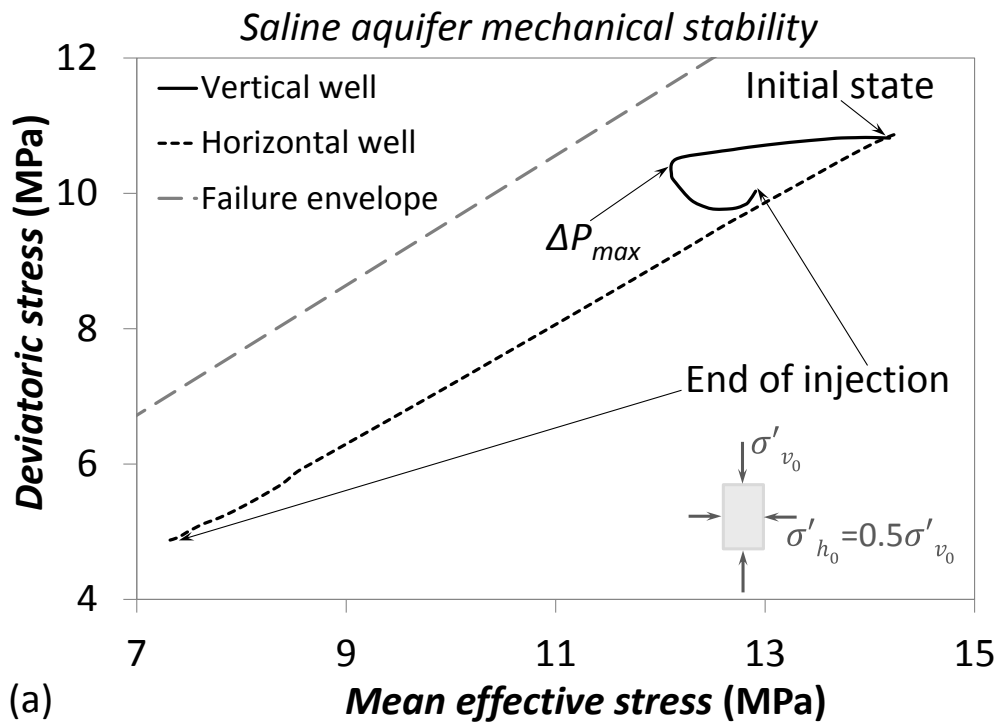 Saline aquifer mechanical stability
12
Vertical well
Initial state
Horizontal well
10
Failure envelope
ΔPmax
Deviatoric stress (MPa)
8
End of injection
6
σ′v0
σ′h0=0.5σ′v0
4
7 9 11 13 15
(a) Mean effective stress (MPa)